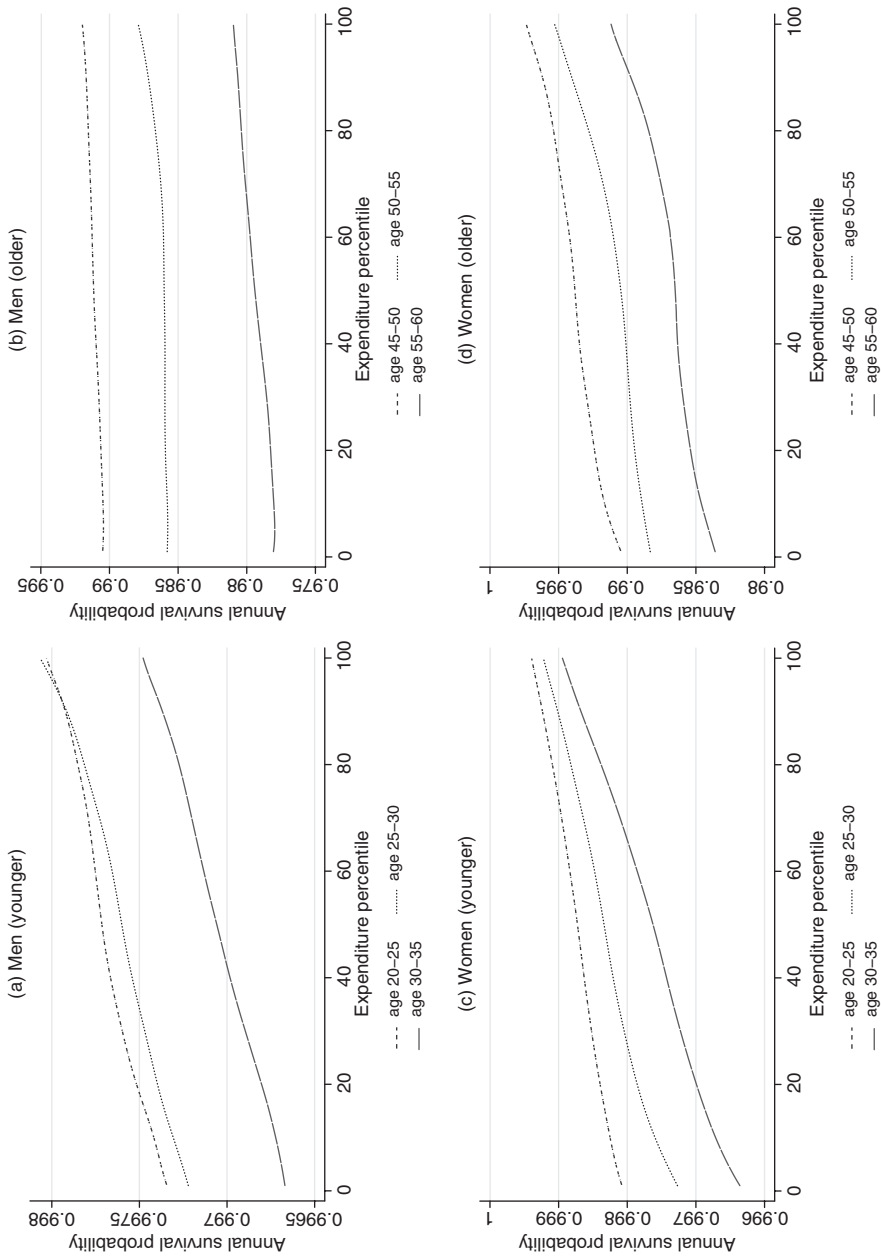 (a) Men (younger)
Annual survival probability
0.998
0.9975
0.997
0.9965
0 20 40 60 80 100
Expenditure percentile
age 20–25 age 25–30
age 30–35
(b) Men (older)
Annual survival probability
0.995
0.99
0.985
0.98
0.975
0 20 40 60 80 100
Expenditure percentile
age 45–50 age 50–55
age 55–60
(c) Women (younger)
Annual survival probability
1
0.999
0.998
0.997
0.996
0 20 40 60 80 100
Expenditure percentile
age 20–25 age 25–30
age 30–35
(d) Women (older)
Annual survival probability
1
0.995
0.99
0.985
0.98
0 20 40 60 80 100
Expenditure percentile
age 45–50 age 50–55
age 55–60